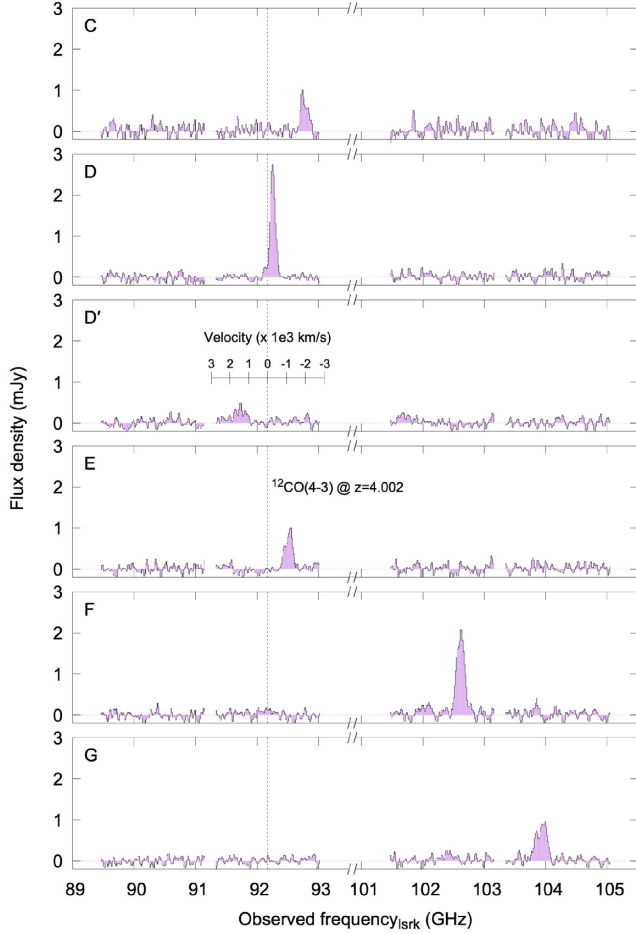 3
2
1
0
C
3
2
1
0
D
3
2
1
0
D′
Velocity (x 1e3 km/s)
3 2 1 0 -1 -2 -3
3
2
1
0
E
¹²CO(4-3) @ z=4.002
3
2
1
0
F
3
2
1
0
G
89 90 91 92 93 101 102 103 104 105
Flux density (mJy)
Observed frequency_lsrk (GHz)